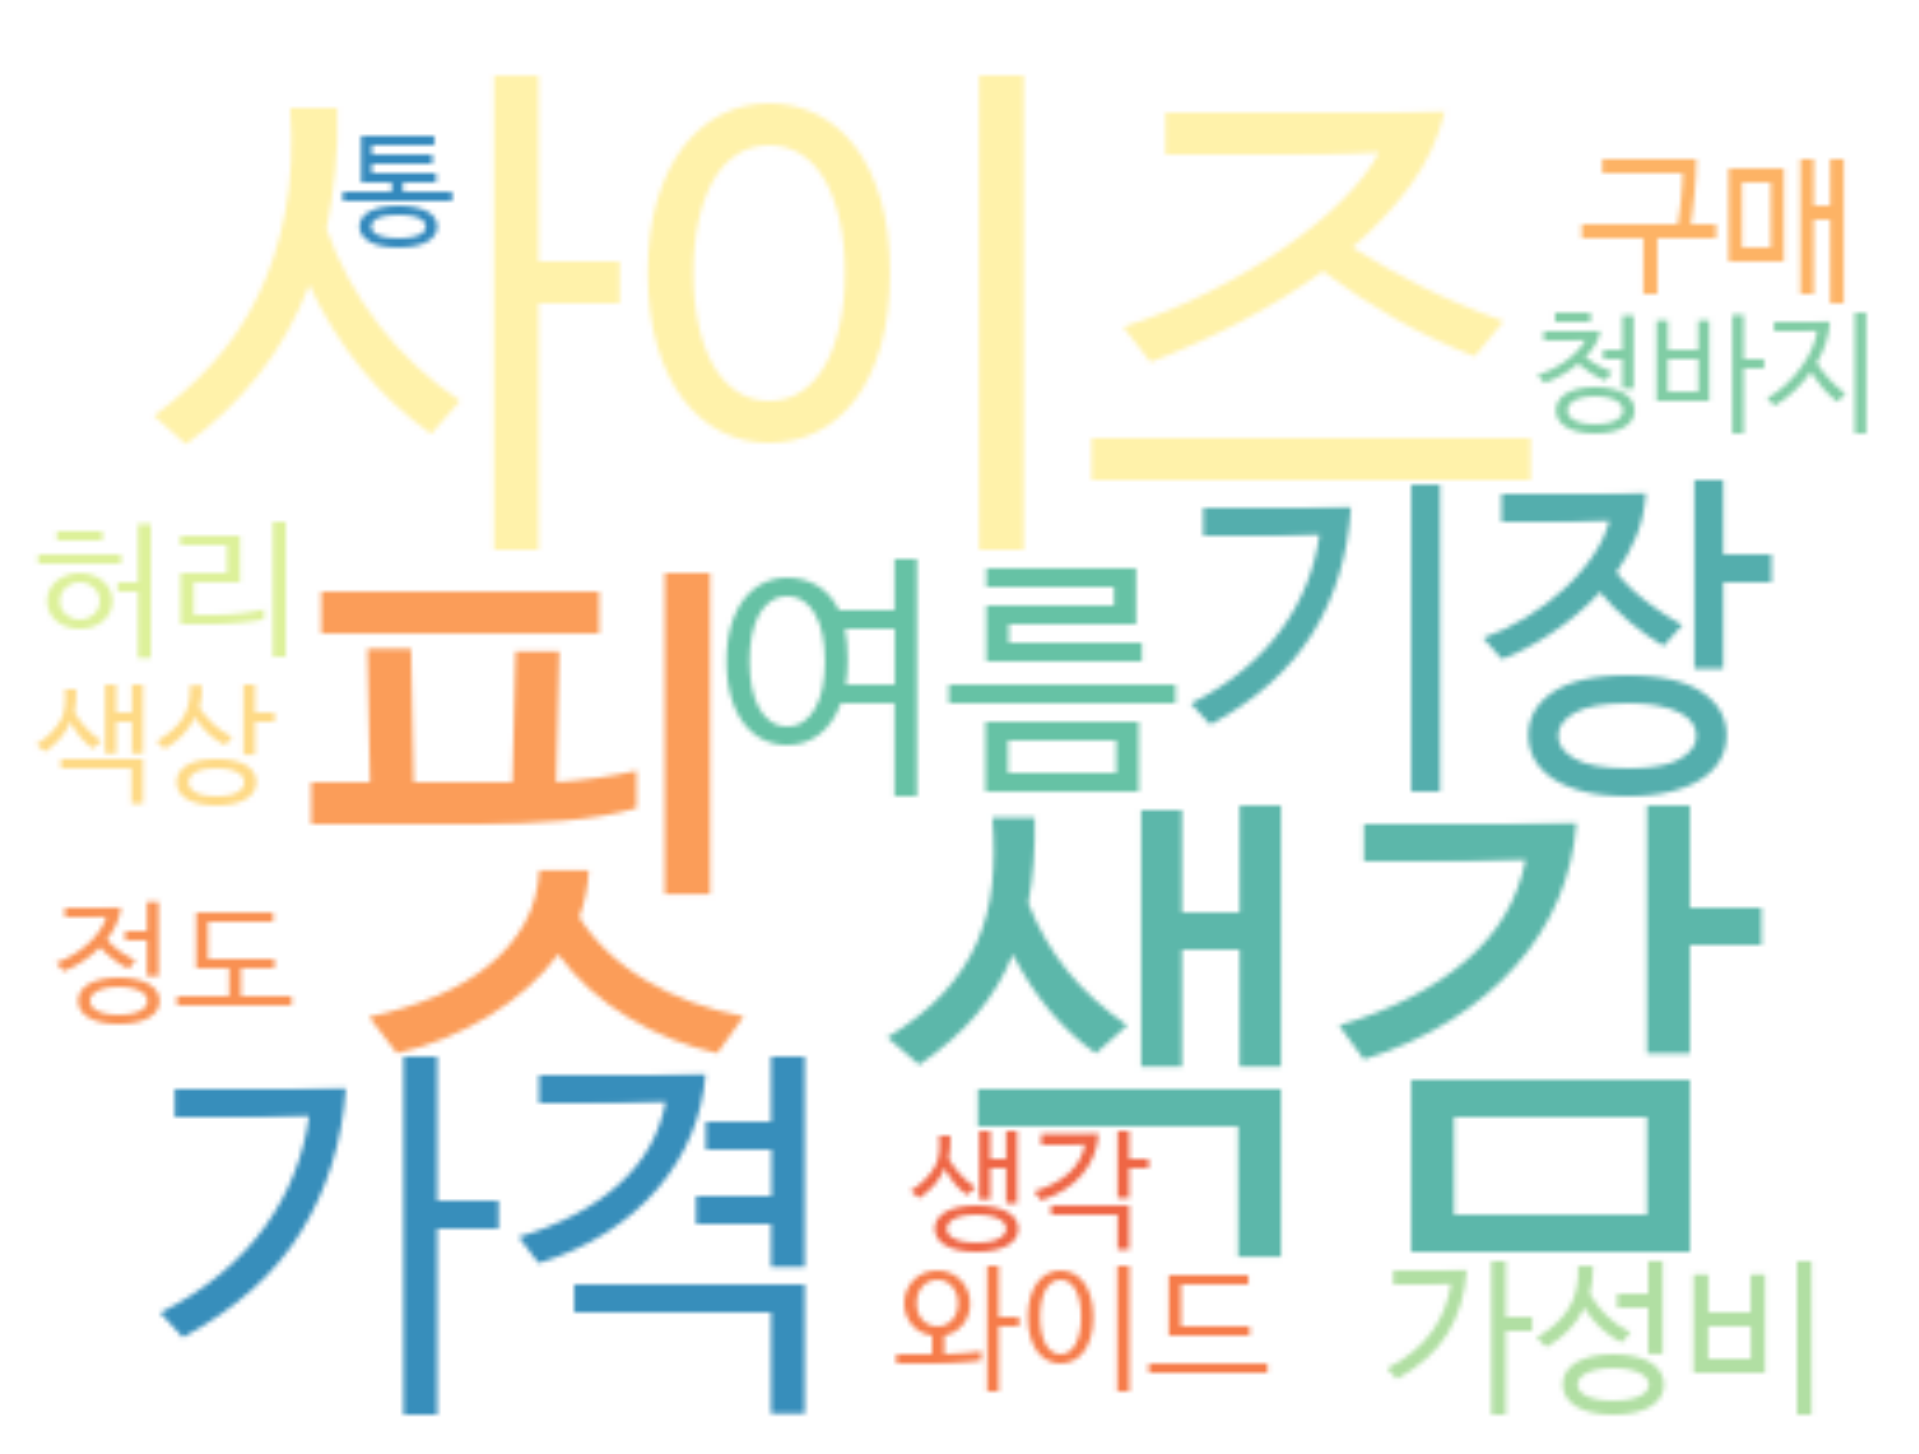 사이즈
통
구매
청바지
기장
허리
핏
여름
색상
색감
정도
가격
생각
와이드
가성비